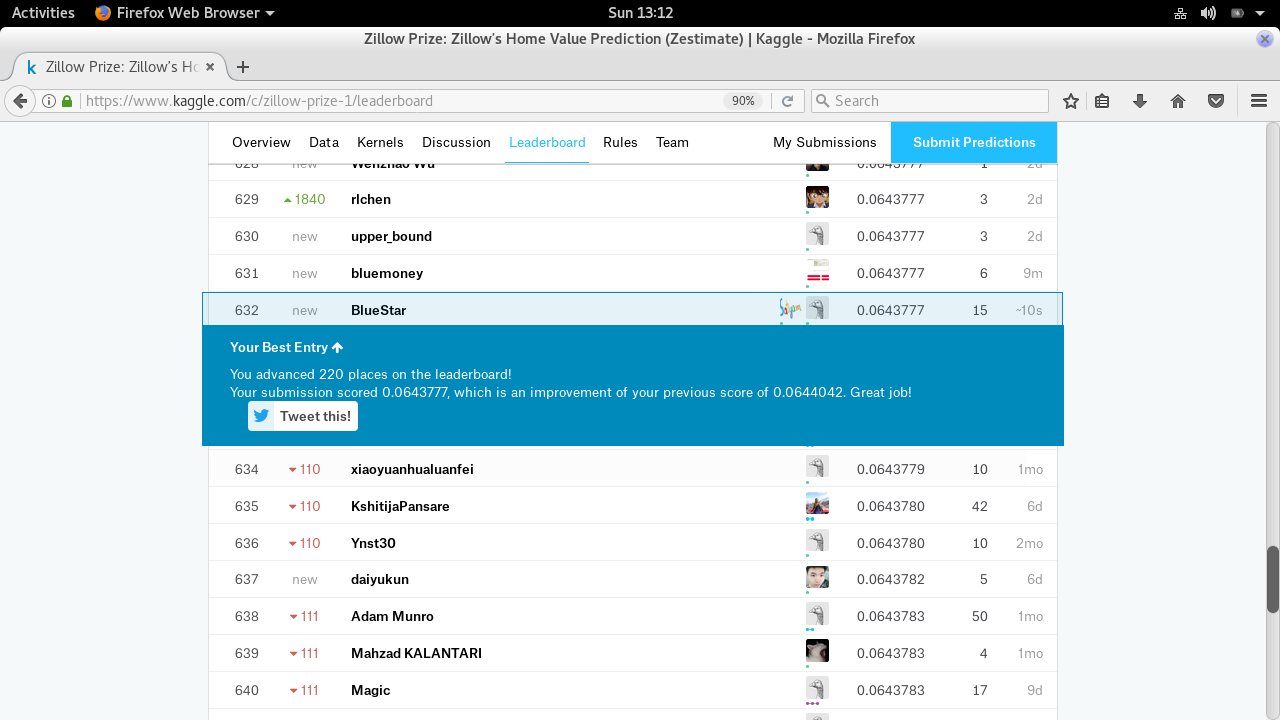 Activities Firefox Web Browser Sun 13:12
Zillow Prize: Zillow's Home Value Prediction (Zestimate) | Kaggle - Mozilla Firefox
k Zillow Prize: Zillow's Ho
https://www.kaggle.com/c/zillow-prize-1/leaderboard 90% Search
Overview Data Kernels Discussion Leaderboard Rules Team My Submissions Submit Predictions
628 new Wenzhao Wu 0.0643777 1 2d
629 1840 rlchen 0.0643777 3 2d
630 new upper_bound 0.0643777 3 2d
631 new bluemoney 0.0643777 6 9m
632 new BlueStar 0.0643777 15 ~10s
Your Best Entry
You advanced 220 places on the leaderboard!
Your submission scored 0.0643777, which is an improvement of your previous score of 0.0644042. Great job!
Tweet this!
634 110 xiaoyuanhualuanfei 0.0643779 10 1mo
635 110 KshitijaPansare 0.0643780 42 6d
636 110 Ynst30 0.0643780 10 2mo
637 new daiyukun 0.0643782 5 6d
638 111 Adam Munro 0.0643783 50 1mo
639 111 Mahzad KALANTARI 0.0643783 4 1mo
640 111 Magic 0.0643783 17 9d